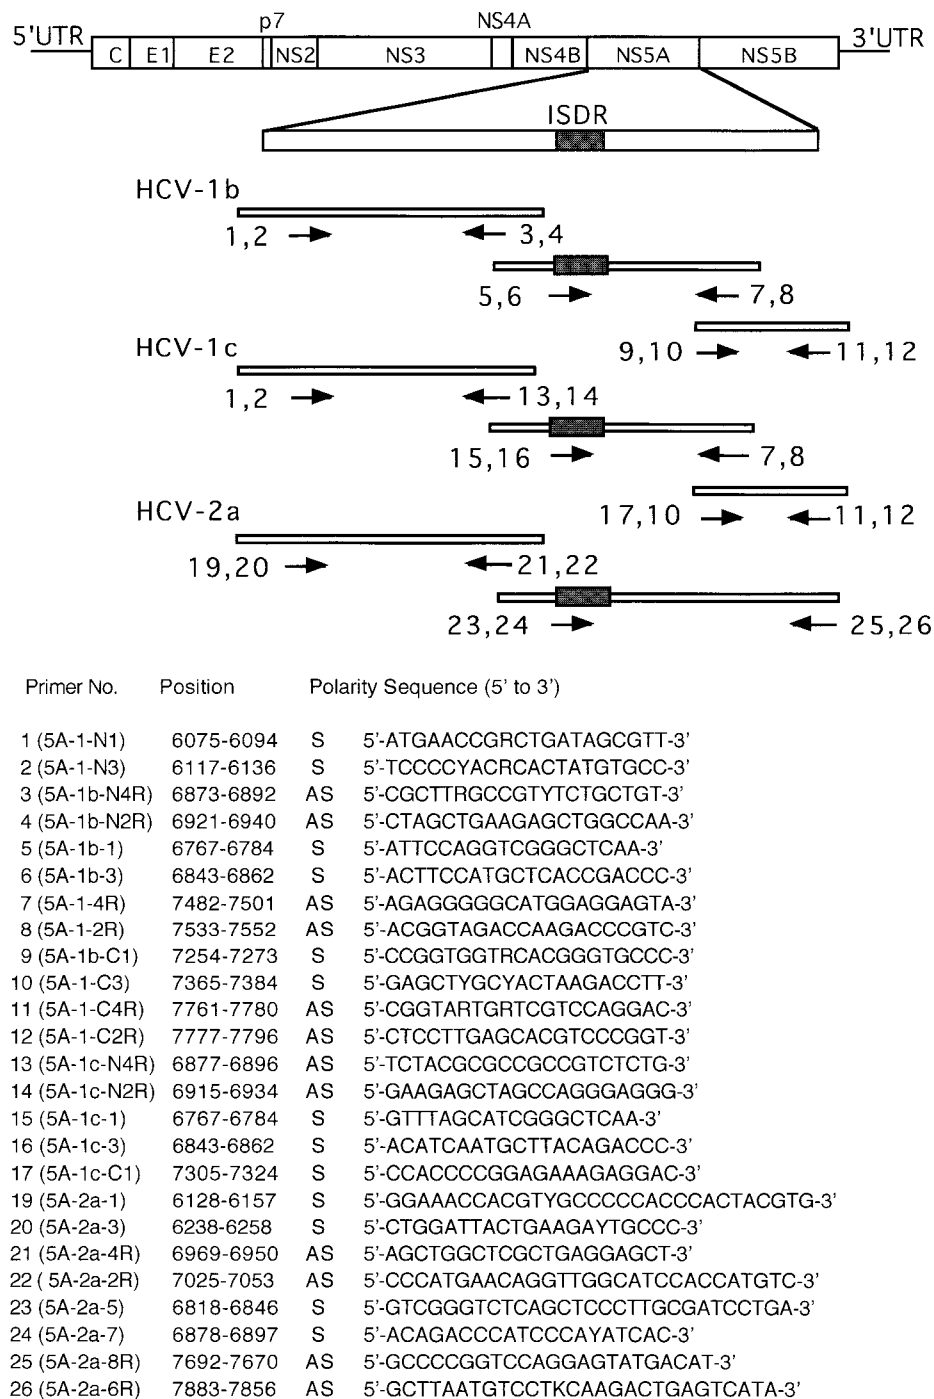 p7 NS4A
5'UTR C E1 E2 NS2 NS3 NS4B NS5A NS5B 3'UTR
ISDR
HCV-1b
1,2 3,4
5,6 7,8
9,10 11,12
HCV-1c
1,2 13,14
15,16 7,8
17,10 11,12
HCV-2a
19,20 21,22
23,24 25,26
Primer No. Position Polarity Sequence (5' to 3')
1 (5A-1-N1) 6075-6094 S 5'-ATGAACCGRCTGATAGCGTT-3'
2 (5A-1-N3) 6117-6136 S 5'-TCCCCYACRCACTATGTGCC-3'
3 (5A-1b-N4R) 6873-6892 AS 5'-CGCTTRGCCGTYTCTGCTGT-3'
4 (5A-1b-N2R) 6921-6940 AS 5'-CTAGCTGAAGAGCTGGCCAA-3'
5 (5A-1b-1) 6767-6784 S 5'-ATTCCAGGTCGGGCTCAA-3'
6 (5A-1b-3) 6843-6862 S 5'-ACTTCCATGCTCACCGACCC-3'
7 (5A-1-4R) 7482-7501 AS 5'-AGAGGGGGCATGGAGGAGTA-3'
8 (5A-1-2R) 7533-7552 AS 5'-ACGGTAGACCAAGACCCGTC-3'
9 (5A-1b-C1) 7254-7273 S 5'-CCGGTGGTRCACGGGTGCCC-3'
10 (5A-1-C3) 7365-7384 S 5'-GAGCTYGCYACTAAGACCTT-3'
11 (5A-1-C4R) 7761-7780 AS 5'-CGGTARTGRTCGTCCAGGAC-3'
12 (5A-1-C2R) 7777-7796 AS 5'-CTCCTTGAGCACGTCCCGGT-3'
13 (5A-1c-N4R) 6877-6896 AS 5'-TCTACGCGCCGCCGTCTCTG-3'
14 (5A-1c-N2R) 6915-6934 AS 5'-GAAGAGCTAGCCAGGGAGGG-3'
15 (5A-1c-1) 6767-6784 S 5'-GTTTAGCATCGGGCTCAA-3'
16 (5A-1c-3) 6843-6862 S 5'-ACATCAATGCTTACAGACCC-3'
17 (5A-1c-C1) 7305-7324 S 5'-CCACCCCGGAGAAAGAGGAC-3'
19 (5A-2a-1) 6128-6157 S 5'-GGAAACCACGTYGCCCCCACCCACTACGTG-3'
20 (5A-2a-3) 6238-6258 S 5'-CTGGATTACTGAAGAYTGCCC-3'
21 (5A-2a-4R) 6969-6950 AS 5'-AGCTGGCTCGCTGAGGAGCT-3'
22 ( 5A-2a-2R) 7025-7053 AS 5'-CCCATGAACAGGTTGGCATCCACCATGTC-3'
23 (5A-2a-5) 6818-6846 S 5'-GTCGGGTCTCAGCTCCCTTGCGATCCTGA-3'
24 (5A-2a-7) 6878-6897 S 5'-ACAGACCCATCCCAYATCAC-3'
25 (5A-2a-8R) 7692-7670 AS 5'-GCCCCGGTCCAGGAGTATGACAT-3'
26 (5A-2a-6R) 7883-7856 AS 5'-GCTTAATGTCCTKCAAGACTGAGTCATA-3'